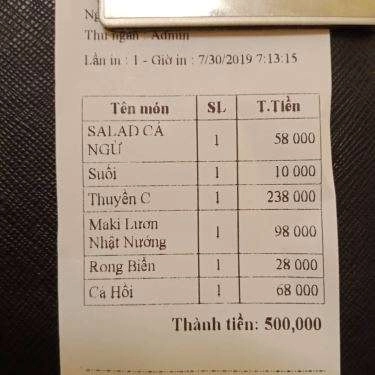 Thu ngân : Admin
Lần in : 1 - Giờ in : 7/30/2019 7:13:15
Tên món SL T.Tiền
SALAD CÁ 1 58 000
NGỪ
Suối 1 10 000
Thuyền C 1 238 000
Maki Lươn 1 98 000
Nhật Nướng
Rong Biển 1 28 000
Cá Hồi 1 68 000
Thành tiền: 500,000